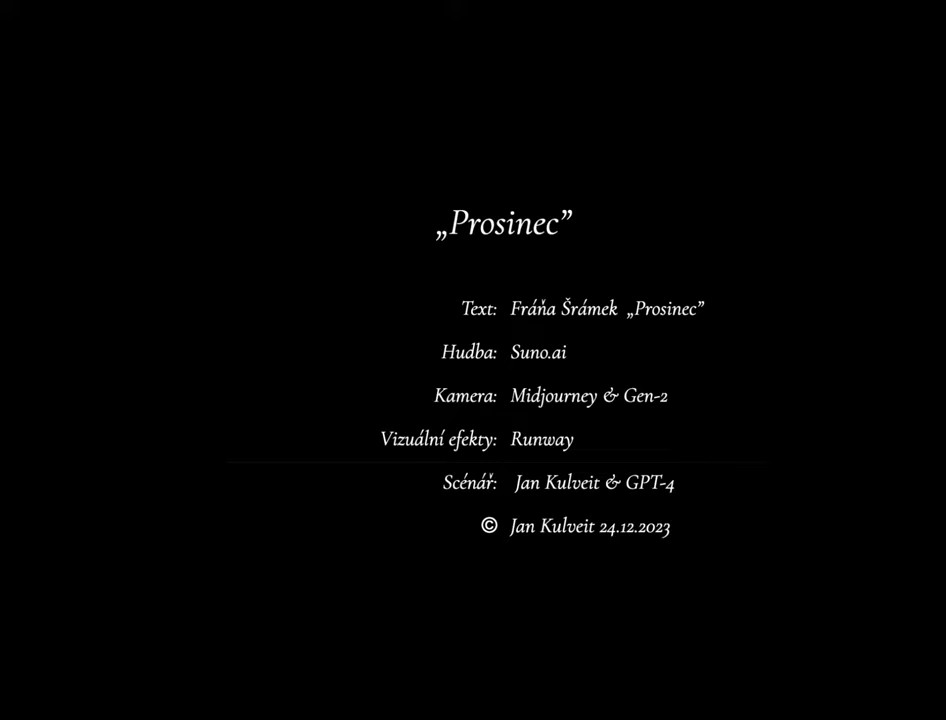 „Prosinec”
Text: Fráňa Šrámek „Prosinec”
Hudba: Suno.ai
Kamera: Midjourney & Gen-2
Vizuální efekty: Runway
Scénář: Jan Kulveit & GPT-4
© Jan Kulveit 24.12.2023